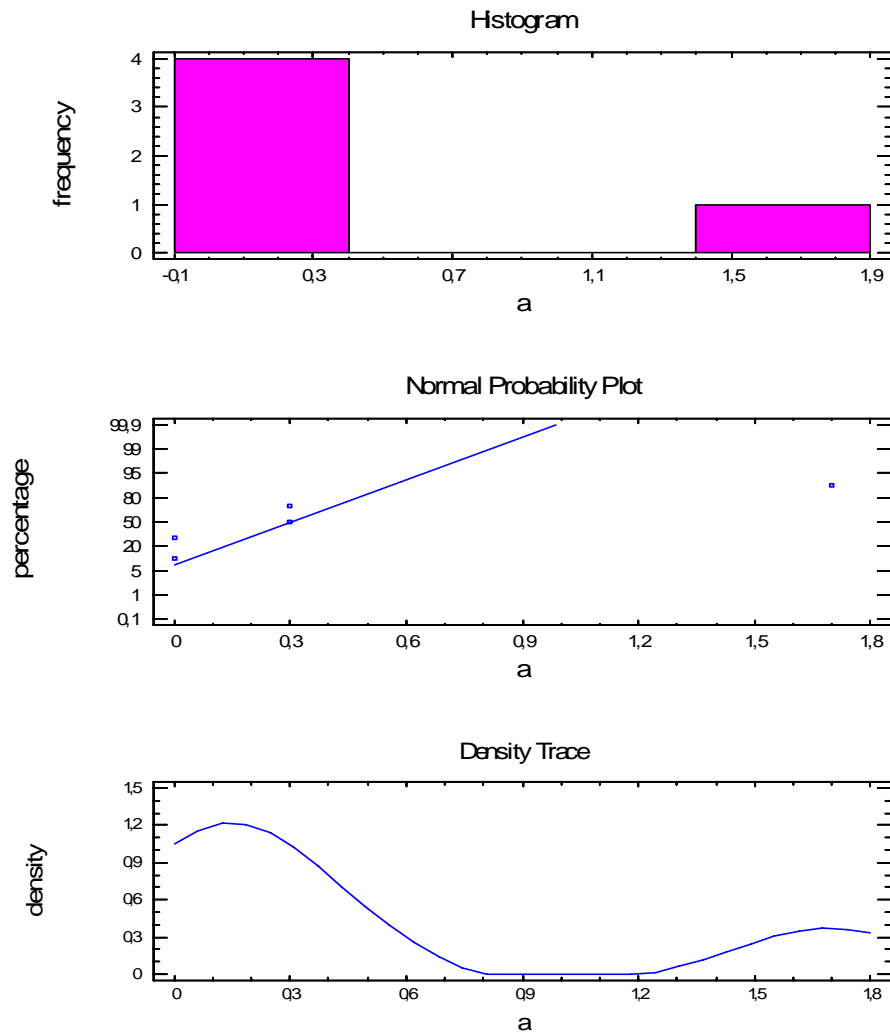 Histogram
frequency
4
3
2
1
0
-0,1 0,3 0,7 1,1 1,5 1,9
a
Normal Probability Plot
percentage
99,9
99
95
80
50
20
5
1
0,1
0 0,3 0,6 0,9 1,2 1,5 1,8
a
Density Trace
density
1,5
1,2
0,9
0,6
0,3
0
0 0,3 0,6 0,9 1,2 1,5 1,8
a